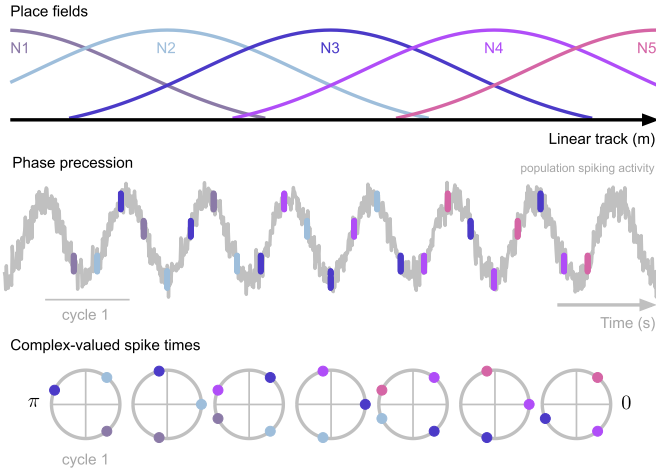 Place fields
N1
N2
N3
N4
N5
Linear track (m)
Phase precession
population spiking activity
cycle 1
Time (s)
Complex-valued spike times
π
0
cycle 1